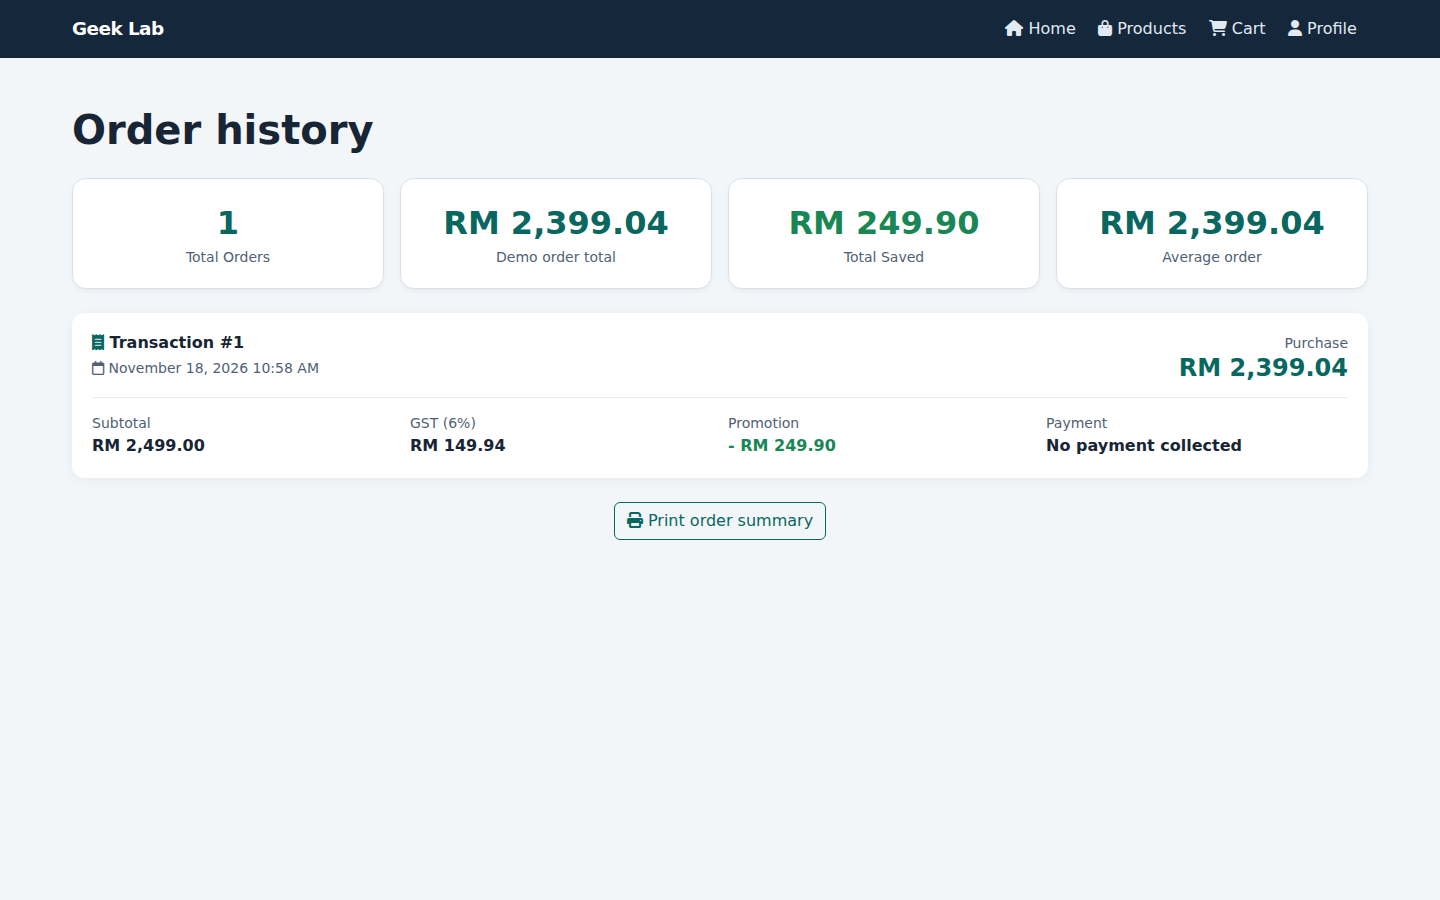 Geek Lab
Home Products Cart Profile
Order history
1
Total Orders
RM 2,399.04
Demo order total
RM 249.90
Total Saved
RM 2,399.04
Average order
Transaction #1
November 18, 2026 10:58 AM
Purchase
RM 2,399.04
Subtotal
RM 2,499.00
GST (6%)
RM 149.94
Promotion
- RM 249.90
Payment
No payment collected
Print order summary